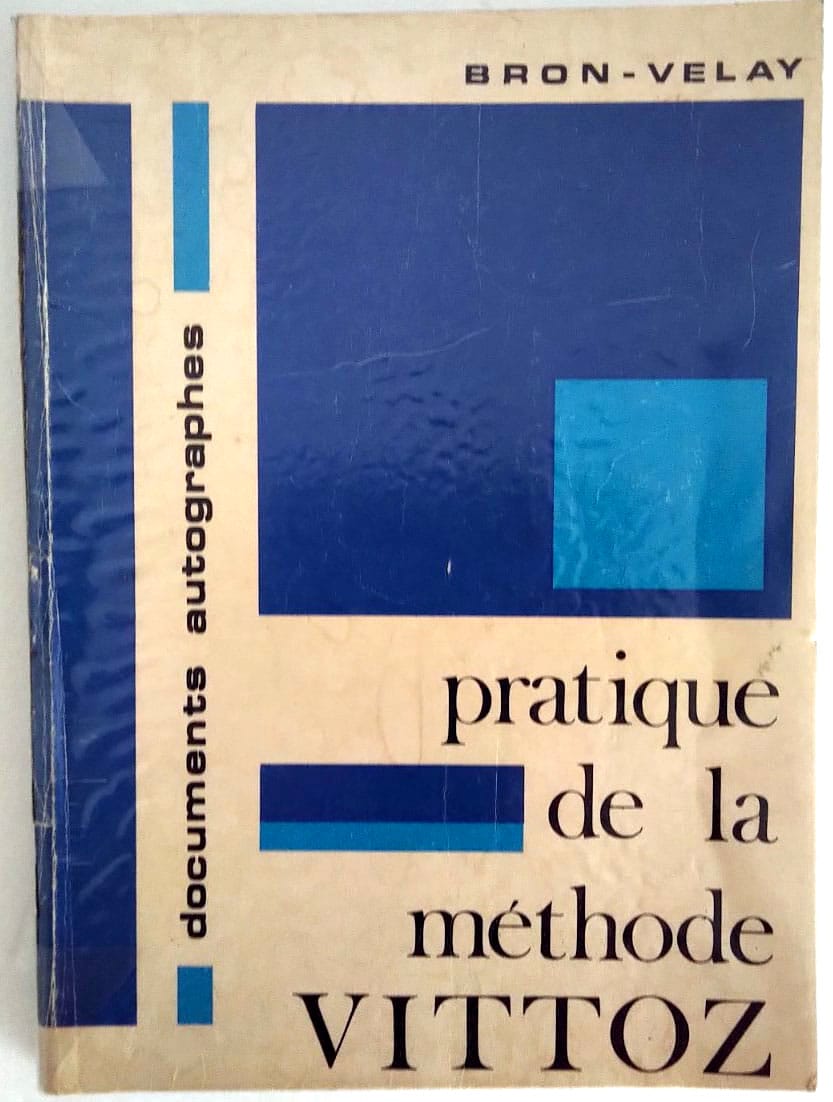 BRON-VELAY
documents autographes
pratique
de la
méthode
VITTOZ